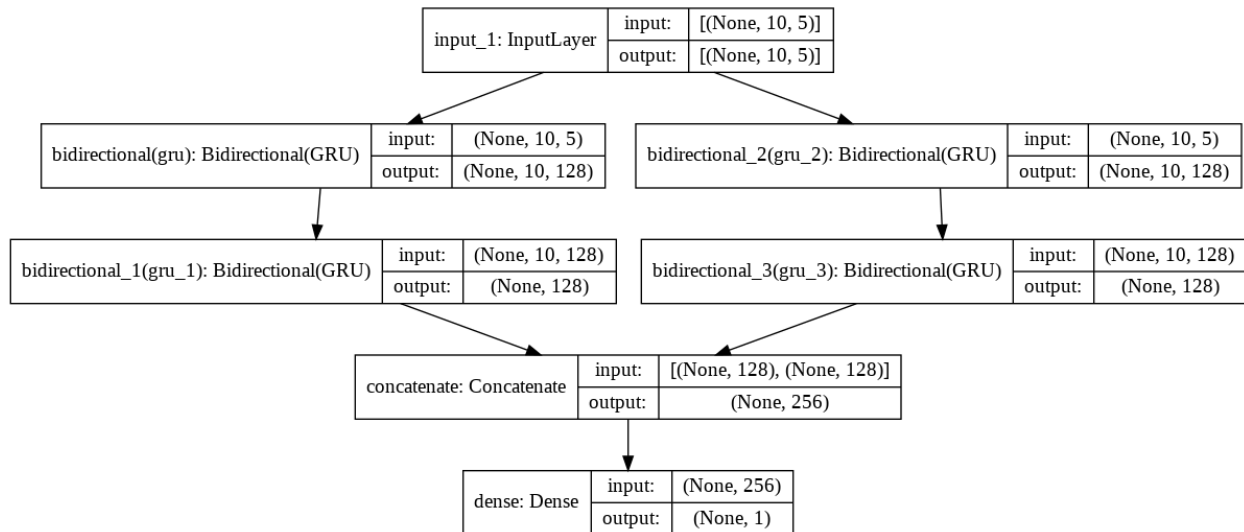 input_1: InputLayer
input: [(None, 10, 5)]
output: [(None, 10, 5)]
bidirectional(gru): Bidirectional(GRU)
input: (None, 10, 5)
output: (None, 10, 128)
bidirectional_2(gru_2): Bidirectional(GRU)
input: (None, 10, 5)
output: (None, 10, 128)
bidirectional_1(gru_1): Bidirectional(GRU)
input: (None, 10, 128)
output: (None, 128)
bidirectional_3(gru_3): Bidirectional(GRU)
input: (None, 10, 128)
output: (None, 128)
concatenate: Concatenate
input: [(None, 128), (None, 128)]
output: (None, 256)
dense: Dense
input: (None, 256)
output: (None, 1)